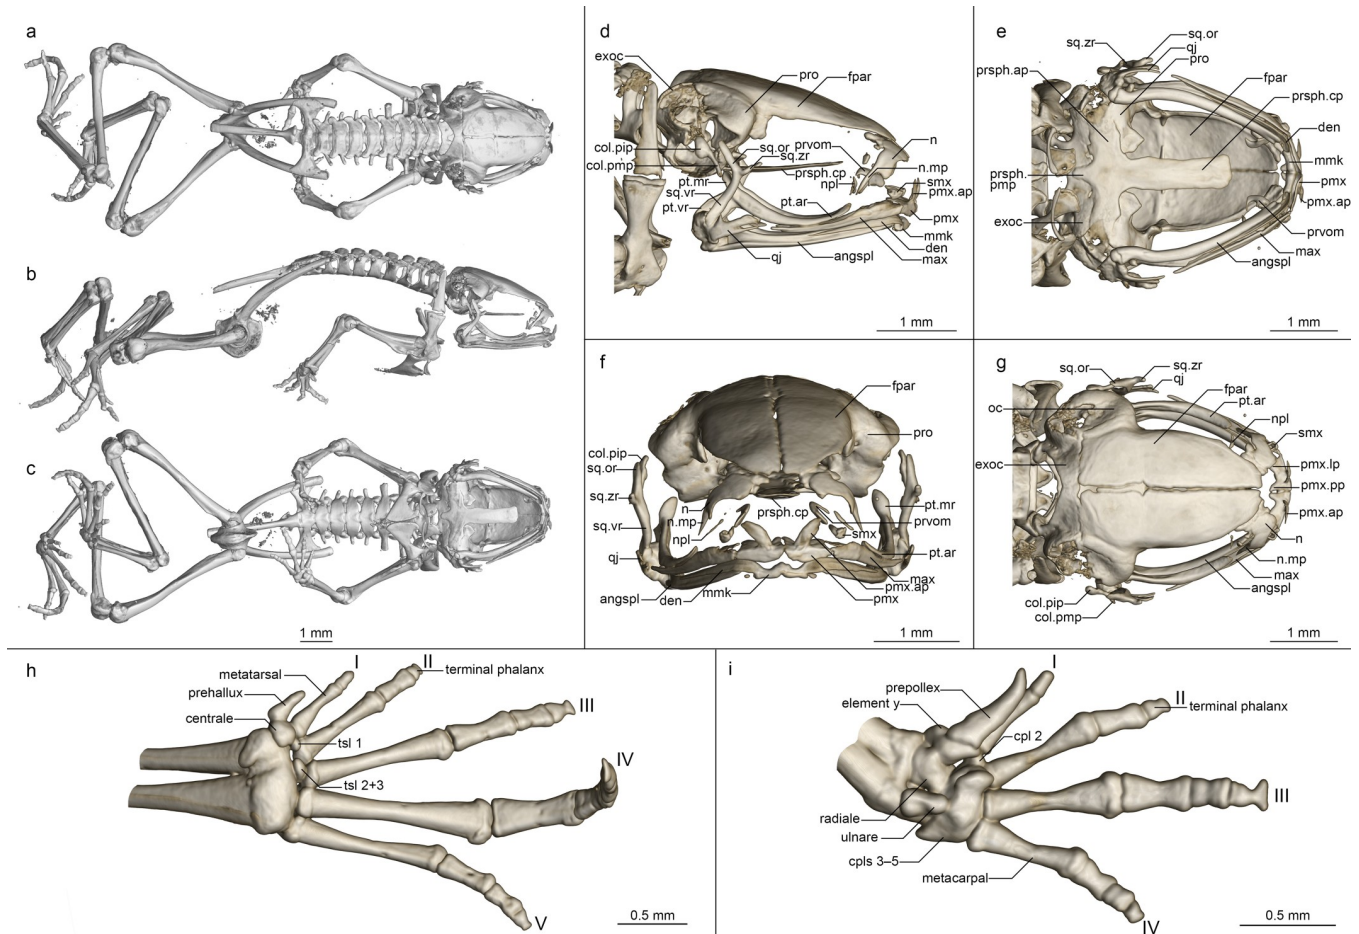 a
b
c
1 mm
d
exoc
pro
fpar
n
col.pip
col.pmp
sq.or
sq.zr
prvom
n.mp
prsph.cp
npl
smx
pmx.ap
pt.mr
sq.vr
pt.vr
pt.ar
pmx
mmk
den
max
qj
angspl
1 mm
e
sq.or
sq.zr
qj
pro
prsph.ap
fpar
prsph.cp
den
mmk
prsph.
pmp
pmx
pmx.ap
exoc
prvom
max
angspl
1 mm
f
fpar
pro
col.pip
sq.or
sq.zr
sq.vr
n
n.mp
npl
prsph.cp
pt.mr
prvom
smx
pt.ar
qj
max
pmx.ap
angspl
den
mmk
pmx
1 mm
g
sq.or
sq.zr
qj
fpar
pt.ar
oc
npl
smx
exoc
pmx.lp
pmx.pp
pmx.ap
n
n.mp
max
angspl
col.pip
col.pmp
1 mm
h
I
II
metatarsal
terminal phalanx
prehallux
centrale
III
tsl 1
IV
tsl 2+3
V
0.5 mm
i
I
prepollex
II
element y
terminal phalanx
cpl 2
III
radiale
ulnare
cpls 3–5
metacarpal
IV
0.5 mm